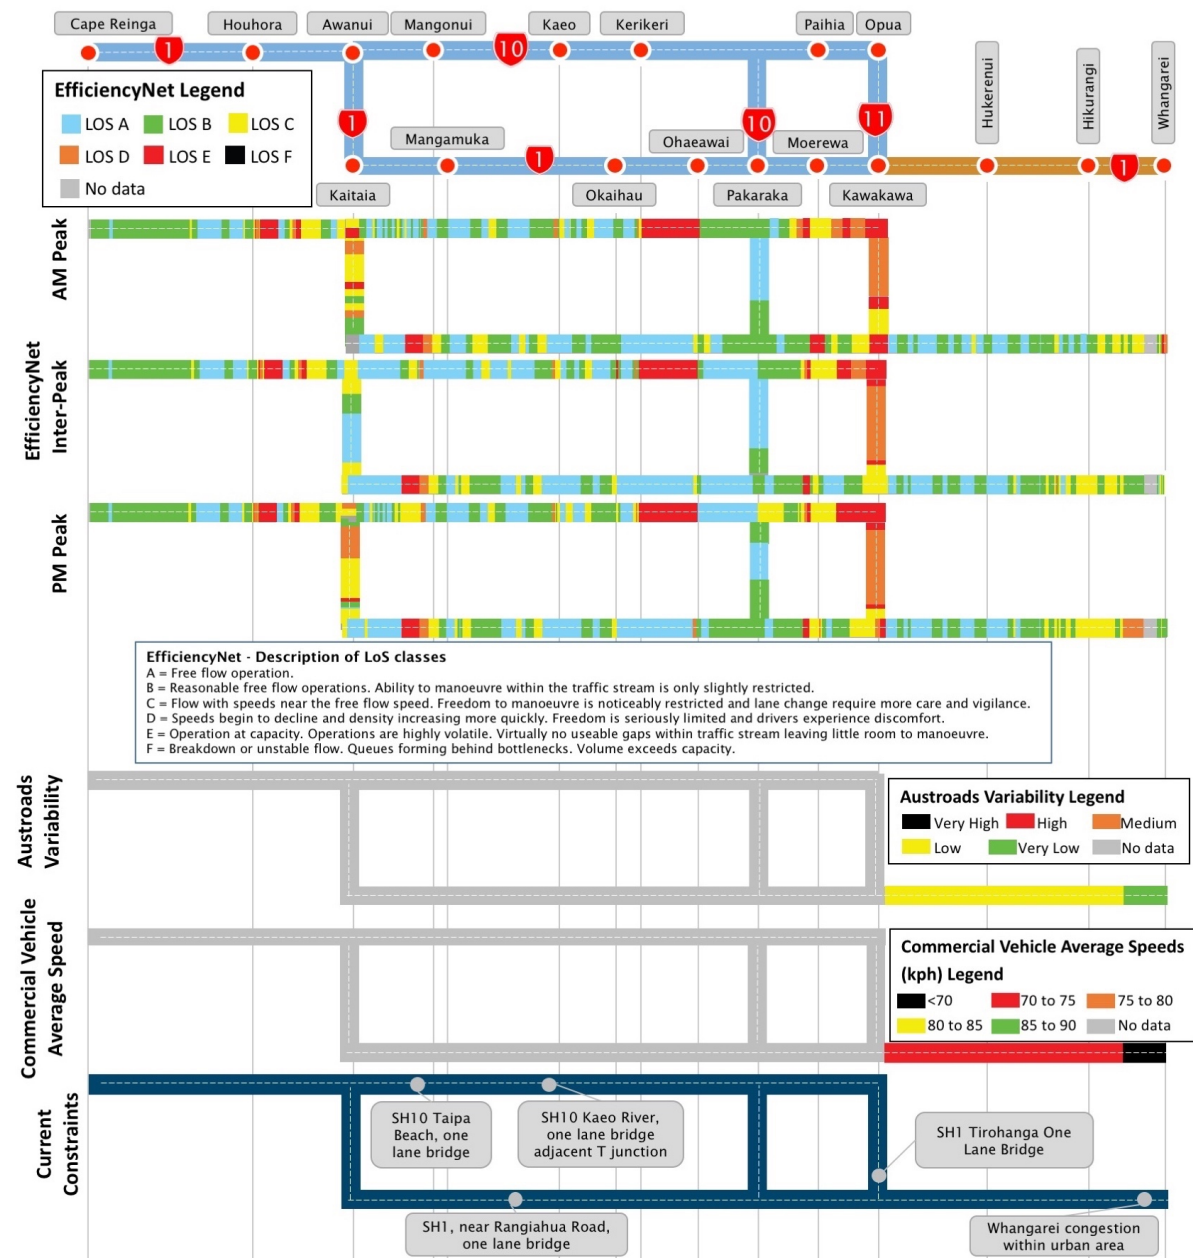 Cape Reinga
Houhora
Awanui
Mangonui
Kaeo
Kerikeri
Paihia
Opua
1
10
Hukerenui
Hikurangi
Whangarei
EfficiencyNet Legend
LOS A
LOS B
LOS C
LOS D
LOS E
LOS F
No data
1
10
11
Mangamuka
Ohaeawai
Moerewa
1
1
Kaitaia
Okaihau
Pakaraka
Kawakawa
AM Peak
EfficiencyNet
Inter-Peak
PM Peak
EfficiencyNet - Description of LoS classes
A = Free flow operation.
B = Reasonable free flow operations. Ability to manoeuvre within the traffic stream is only slightly restricted.
C = Flow with speeds near the free flow speed. Freedom to manoeuvre is noticeably restricted and lane change require more care and vigilance.
D = Speeds begin to decline and density increasing more quickly. Freedom is seriously limited and drivers experience discomfort.
E = Operation at capacity. Operations are highly volatile. Virtually no useable gaps within traffic stream leaving little room to manoeuvre.
F = Breakdown or unstable flow. Queues forming behind bottlenecks. Volume exceeds capacity.
Austroads
Variability
Austroads Variability Legend
Very High
High
Medium
Low
Very Low
No data
Commercial Vehicle
Average Speed
Commercial Vehicle Average Speeds
(kph) Legend
<70
70 to 75
75 to 80
80 to 85
85 to 90
No data
Current
Constraints
SH10 Taipa
Beach, one
lane bridge
SH10 Kaeo River,
one lane bridge
adjacent T junction
SH1 Tirohanga One
Lane Bridge
SH1, near Rangiahua Road,
one lane bridge
Whangarei congestion
within urban area